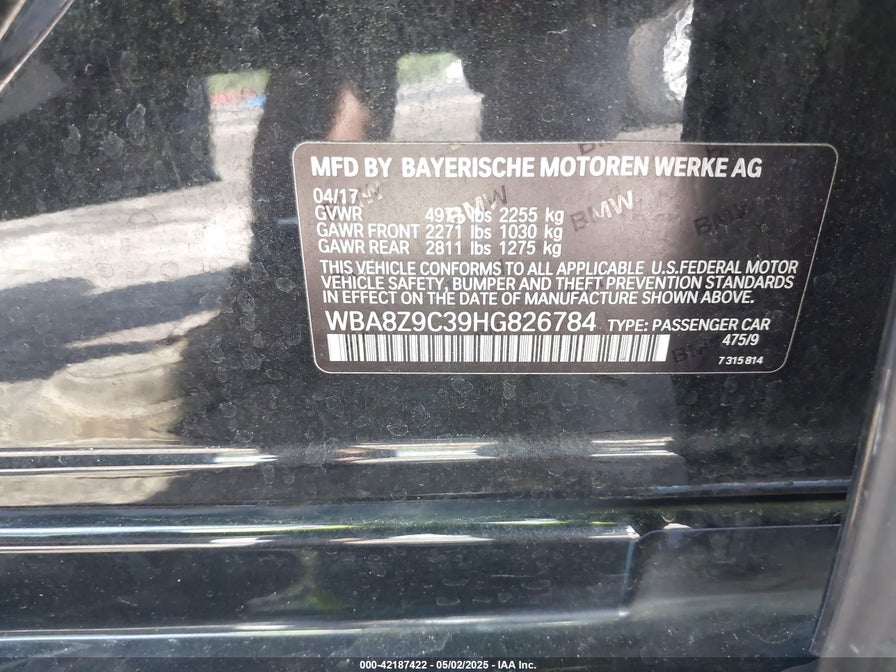 MFD BY BAYERISCHE MOTOREN WERKE AG
04/17
GVWR lbs 2255 kg
GAWR FRONT 2271 lbs 1030 kg
GAWR REAR 2811 lbs 1275 kg
THIS VEHICLE CONFORMS TO ALL APPLICABLE U.S.FEDERAL MOTOR
VEHICLE SAFETY, BUMPER AND THEFT PREVENTION STANDARDS
IN EFFECT ON THE DATE OF MANUFACTURE SHOWN ABOVE.
WBA8Z9C39HG826784 TYPE: PASSENGER CAR
475/9
7 315 814
BMW
BMW
BMW
000-42187422 - 05/02/2025 - IAA Inc.